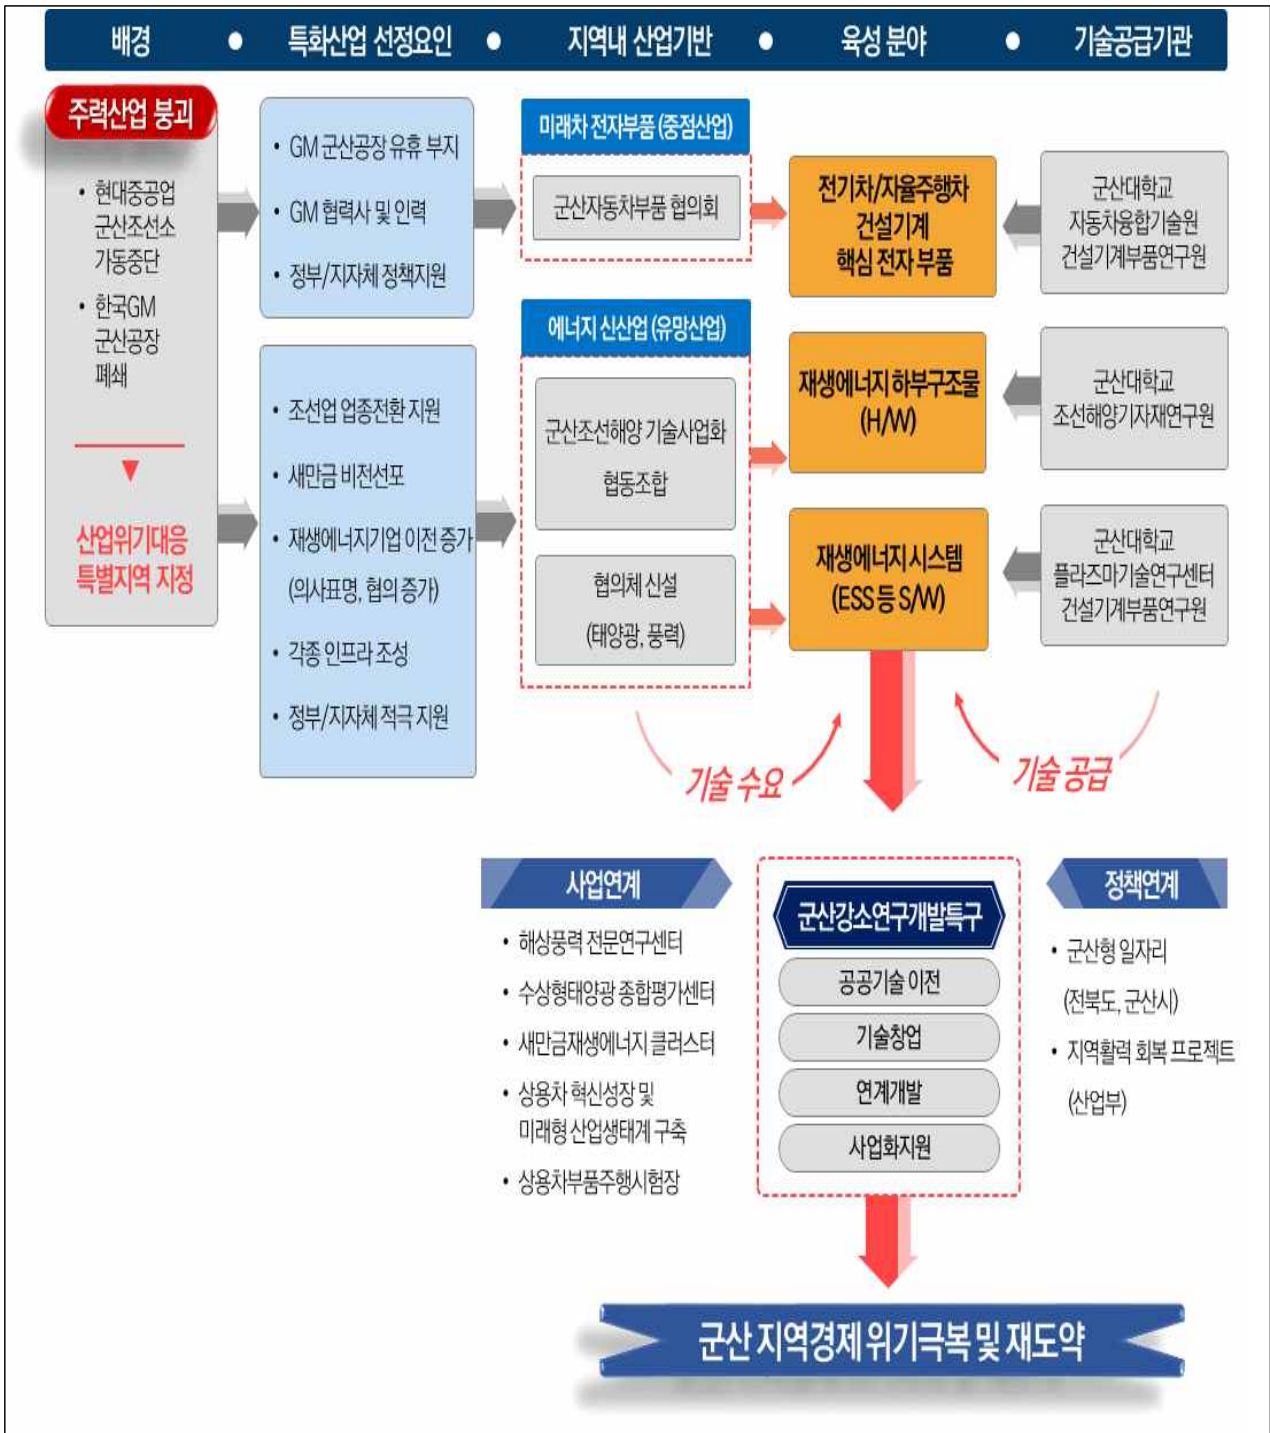 배경 ● 특화산업 선정요인 ● 지역내 산업기반 ● 육성 분야 ● 기술공급기관
주력산업 붕괴
• 현대중공업
군산조선소
가동중단
• 한국GM
군산공장
폐쇄
산업위기대응
특별지역 지정
• GM 군산공장 유휴 부지
• GM 협력사 및 인력
• 정부/지자체 정책지원
• 조선업 업종전환 지원
• 새만금 비전선포
• 재생에너지기업 이전 증가
(의사표명, 협의 증가)
• 각종 인프라 조성
• 정부/지자체 적극 지원
미래차 전자부품 (중점산업)
군산자동차부품 협의회
에너지 신산업 (유망산업)
군산조선해양 기술사업화
협동조합
협의체 신설
(태양광, 풍력)
전기차/자율주행차
건설기계
핵심 전자 부품
재생에너지 하부구조물
(H/W)
재생에너지 시스템
(ESS 등 S/W)
군산대학교
자동차융합기술원
건설기계부품연구원
군산대학교
조선해양기자재연구원
군산대학교
플라즈마기술연구센터
건설기계부품연구원
기술 수요
기술 공급
사업연계
• 해상풍력 전문연구센터
• 수상형태양광 종합평가센터
• 새만금재생에너지 클러스터
• 상용차 혁신성장 및
미래형 산업생태계 구축
• 상용차부품주행시험장
군산강소연구개발특구
공공기술 이전
기술창업
연계개발
사업화지원
정책연계
• 군산형 일자리
(전북도, 군산시)
• 지역활력 회복 프로젝트
(산업부)
군산 지역경제 위기극복 및 재도약